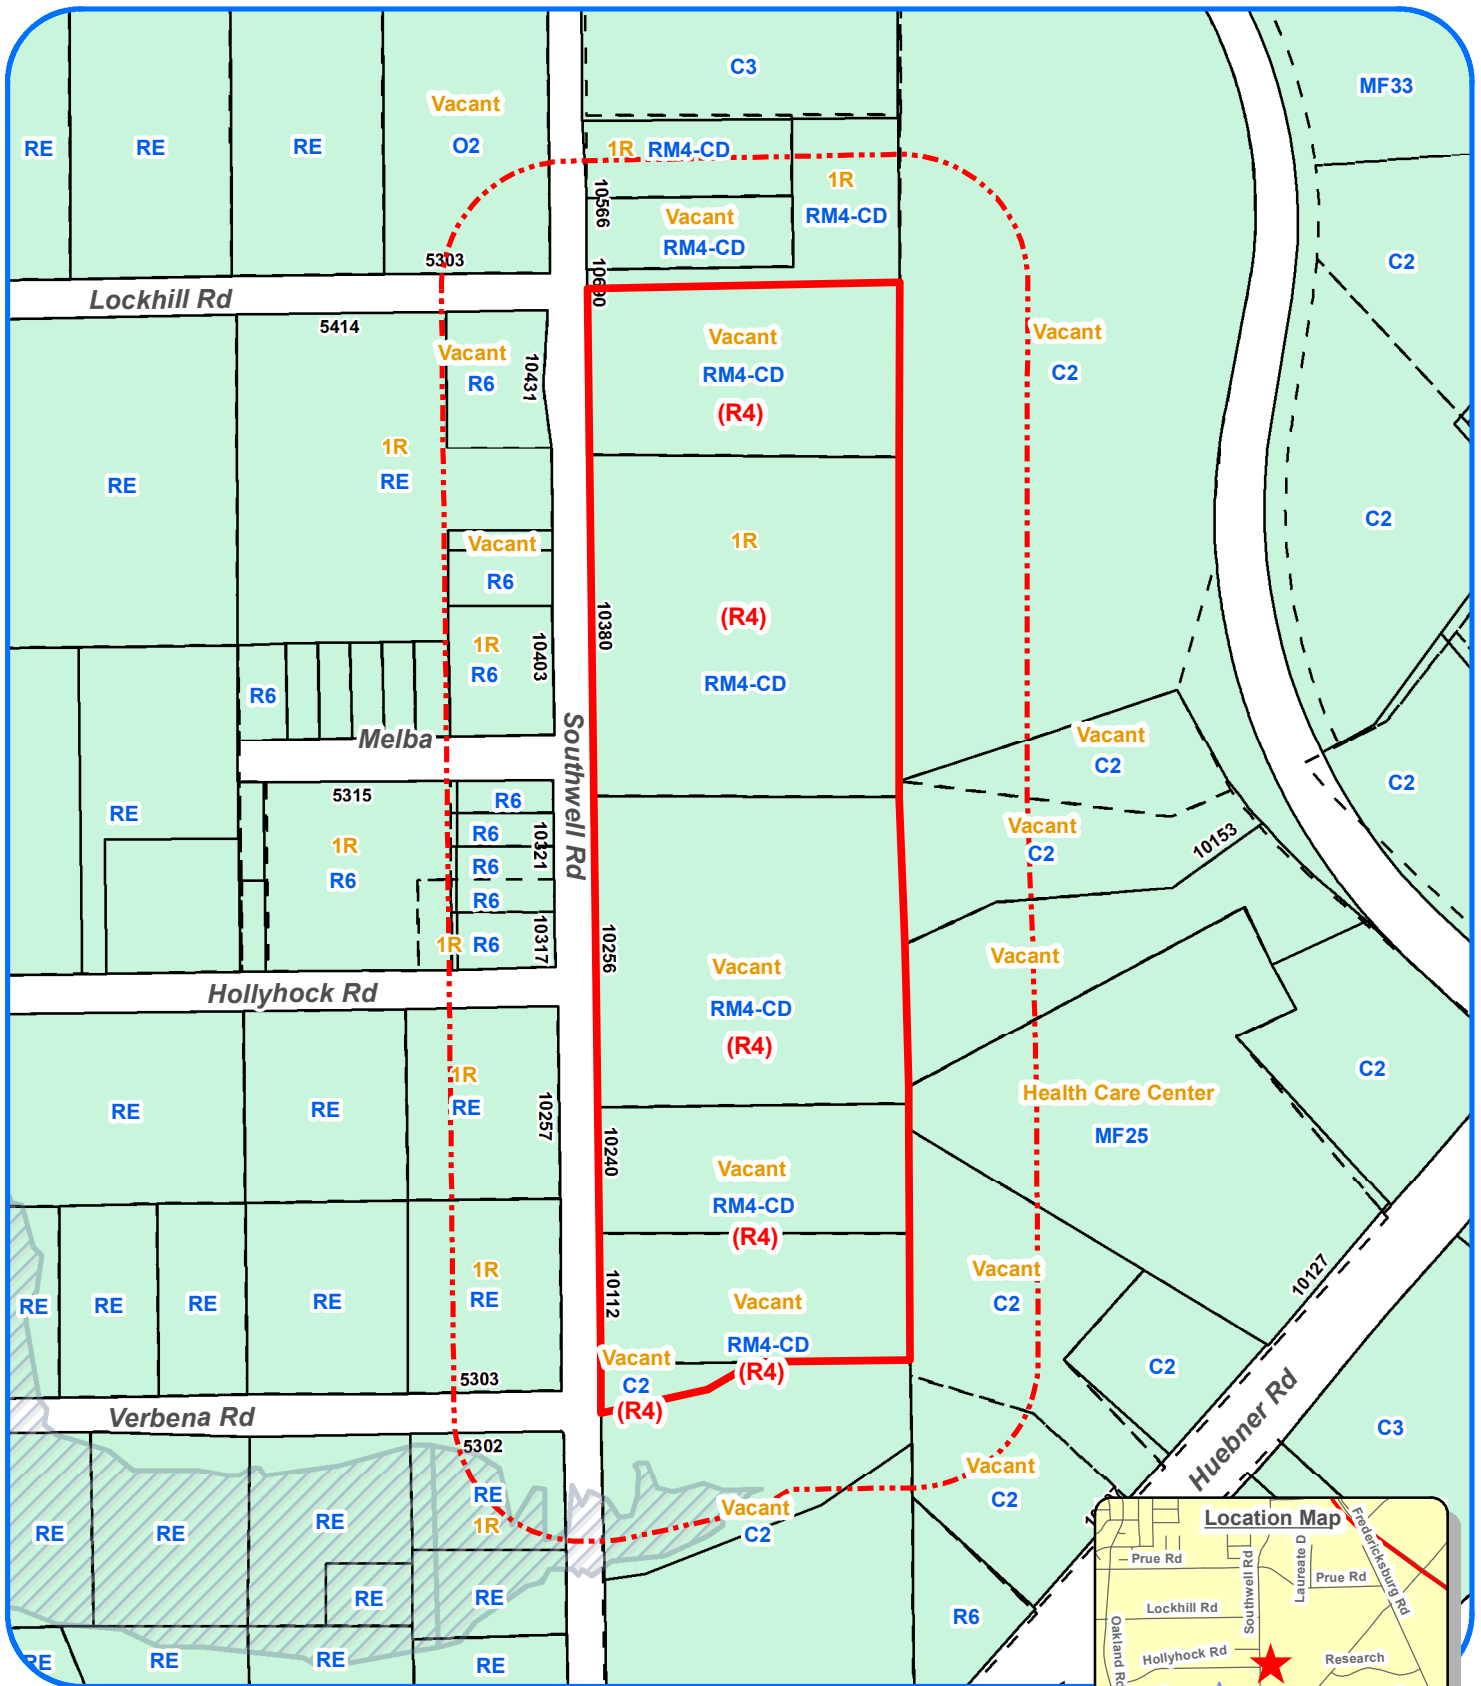 C3
MF33
Vacant
O2
RE
RE
RE
1R
RM4-CD
1R
RM4-CD
10566
Vacant
RM4-CD
5303
C2
10690
Lockhill Rd
5414
Vacant
R6
10431
Vacant
RM4-CD
(R4)
Vacant
C2
1R
RE
RE
C2
Vacant
R6
1R
(R4)
RM4-CD
10380
1R
R6
10403
R6
Melba
Southwell Rd
Vacant
C2
C2
5315
R6
RE
1R
R6
R6
10321
R6
R6
Vacant
C2
10153
1R
R6
10317
10256
Vacant
RM4-CD
(R4)
Vacant
Hollyhock Rd
C2
1R
RE
RE
RE
10257
Health Care Center
MF25
10240
Vacant
RM4-CD
(R4)
1R
RE
RE
RE
RE
RE
10112
Vacant
RM4-CD
(R4)
Vacant
C2
10127
Vacant
C2
(R4)
C2
5303
Verbena Rd
Huebner Rd
C3
5302
RE
1R
RE
RE
RE
Vacant
C2
Vacant
C2
RE
RE
R6
RE
RE
RE
RE
Location Map
Prue Rd
Southwell Rd
Laureate D
Prue Rd
Fredericksburg Rd
Lockhill Rd
Oakland Rd
Hollyhock Rd
Research